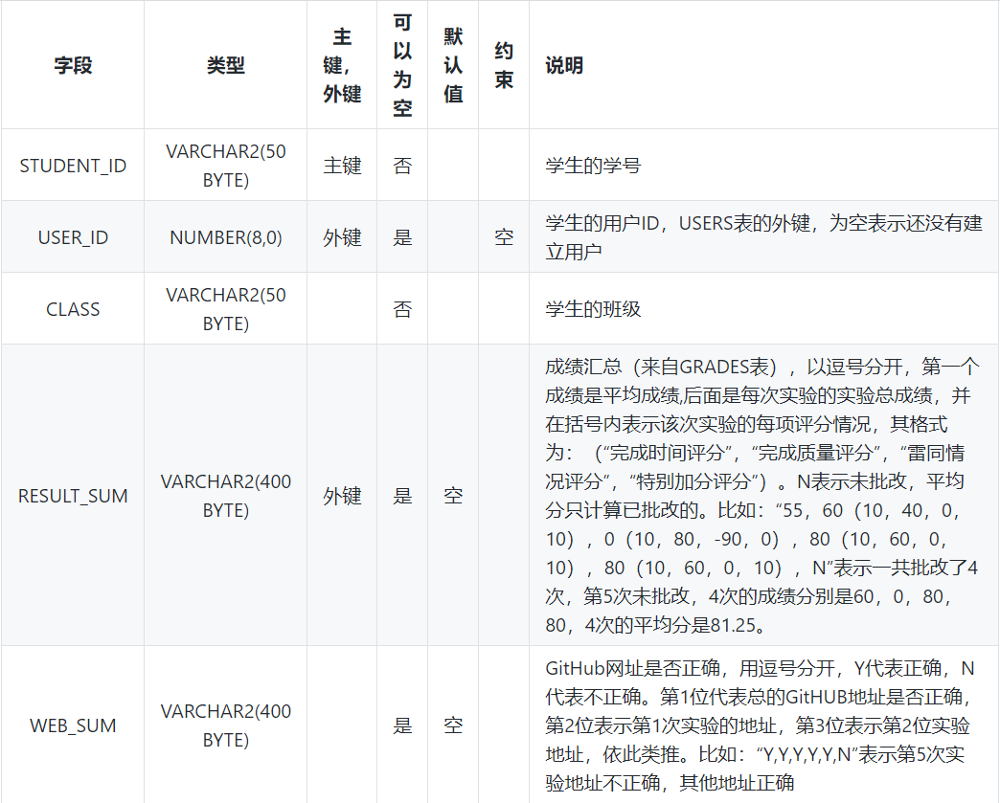 字段 类型 主键，外键 可以为空 默认值 约束 说明
STUDENT_ID VARCHAR2(50 BYTE) 主键 否 学生的学号
USER_ID NUMBER(8,0) 外键 是 空 学生的用户ID，USERS表的外键，为空表示还没有建
立用户
CLASS VARCHAR2(50 BYTE) 否 学生的班级
RESULT_SUM VARCHAR2(400 BYTE) 外键 是 空 成绩汇总（来自GRADES表），以逗号分开，第一个
成绩是平均成绩,后面是每次实验的实验总成绩，并
在括号内表示该次实验的每项评分情况，其格式
为：（“完成时间评分”，“完成质量评分”，“雷同情
况评分”，“特别加分评分”）。N表示未批改，平均
分只计算已批改的。比如：“55，60（10，40，0，
10），0（10，80，-90，0），80（10，60，0，
10），80（10，60，0，10），N”表示一共批改了4
次，第5次未批改，4次的成绩分别是60，0，80，
80，4次的平均分是81.25。
WEB_SUM VARCHAR2(400 BYTE) 是 空 GitHub网址是否正确，用逗号分开，Y代表正确，N
代表不正确。第1位代表总的GitHUB地址是否正确，
第2位表示第1次实验的地址，第3位表示第2位实验
地址，依此类推。比如：“Y,Y,Y,Y,Y,N”表示第5次实
验地址不正确，其他地址正确